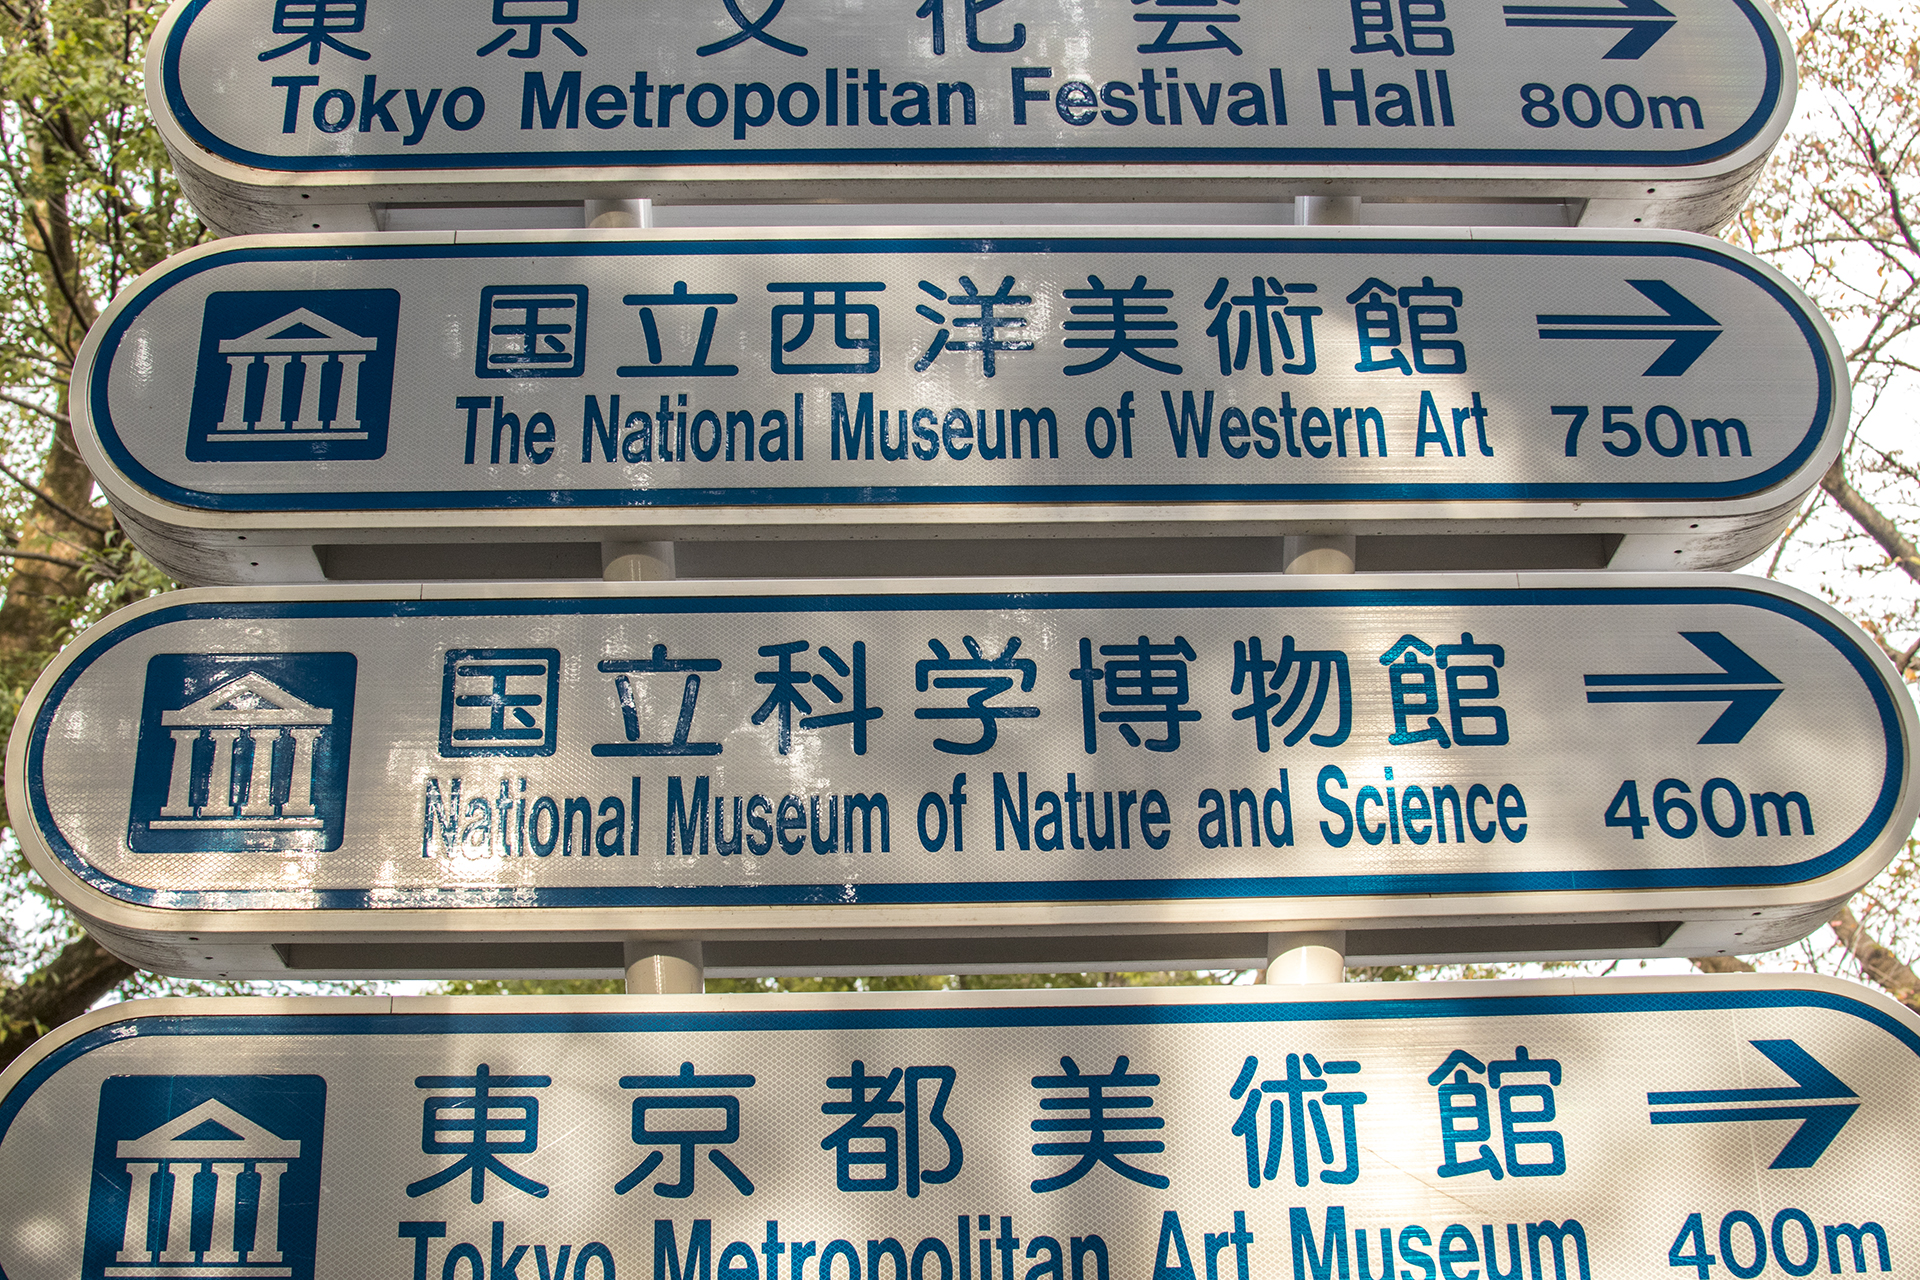 東京文化会館
Tokyo Metropolitan Festival Hall 800m
国立西洋美術館
The National Museum of Western Art 750m
国立科学博物館
National Museum of Nature and Science 460m
東京都美術館
Tokyo Metropolitan Art Museum 400m